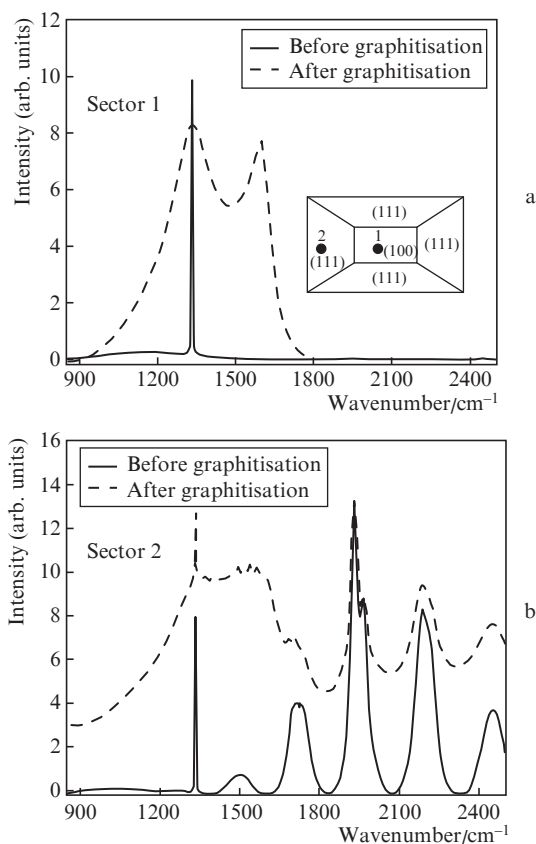 Intensity (arb. units)
12
10
8
6
4
2
0
Before graphitisation
After graphitisation
Sector 1
(111)
2
(111)
1
(100)
(111)
(111)
a
900 1200 1500 1800 2100 2400
Wavenumber/cm⁻¹
Intensity (arb. units)
16
14
12
10
8
6
4
2
0
Before graphitisation
After graphitisation
Sector 2
b
900 1200 1500 1800 2100 2400
Wavenumber/cm⁻¹